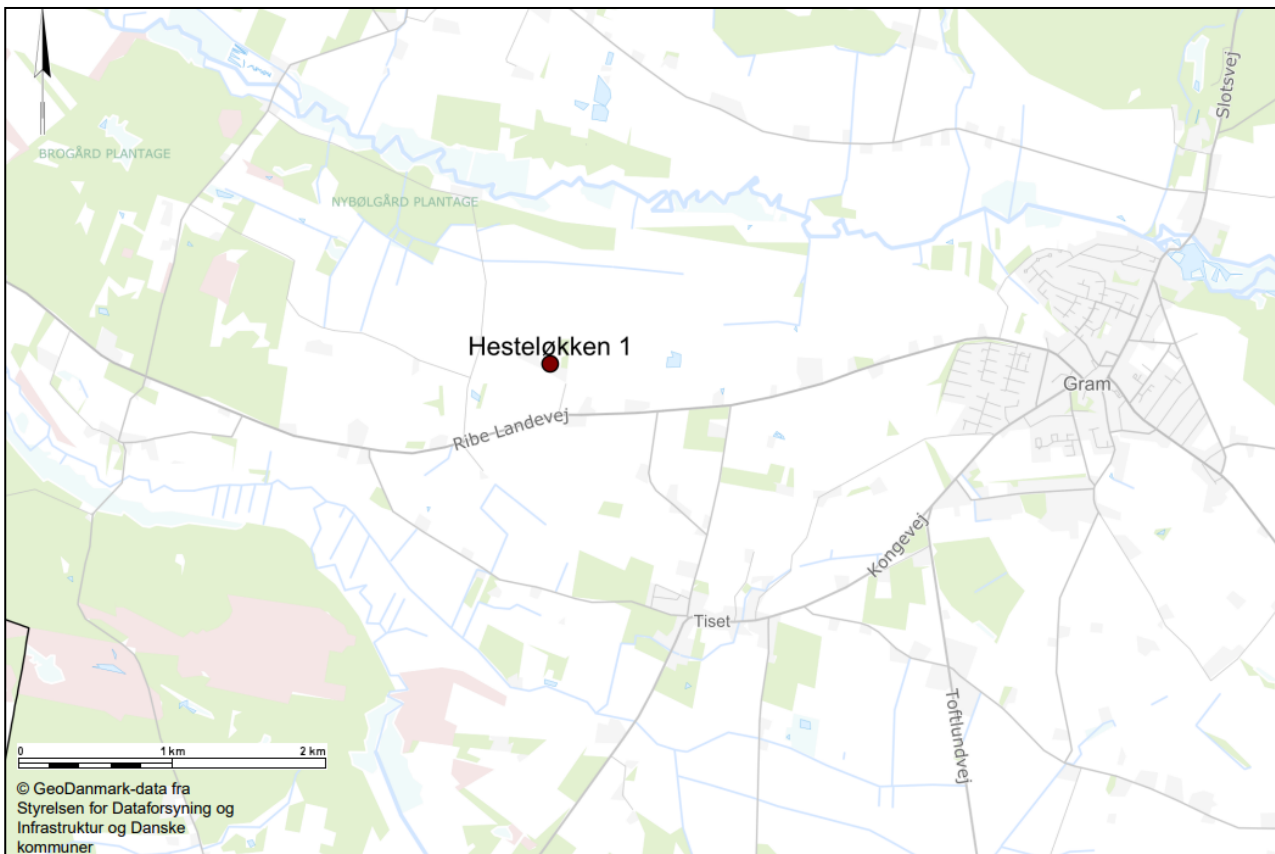 Slotsvej
BROGÅRD PLANTAGE
NYBØLGÅRD PLANTAGE
Hesteløkken 1
Gram
Ribe Landevej
Kongevej
Tiset
Toftlundvej
0 1 km 2 km
© GeoDanmark-data fra
Styrelsen for Dataforsyning og
Infrastruktur og Danske
kommuner